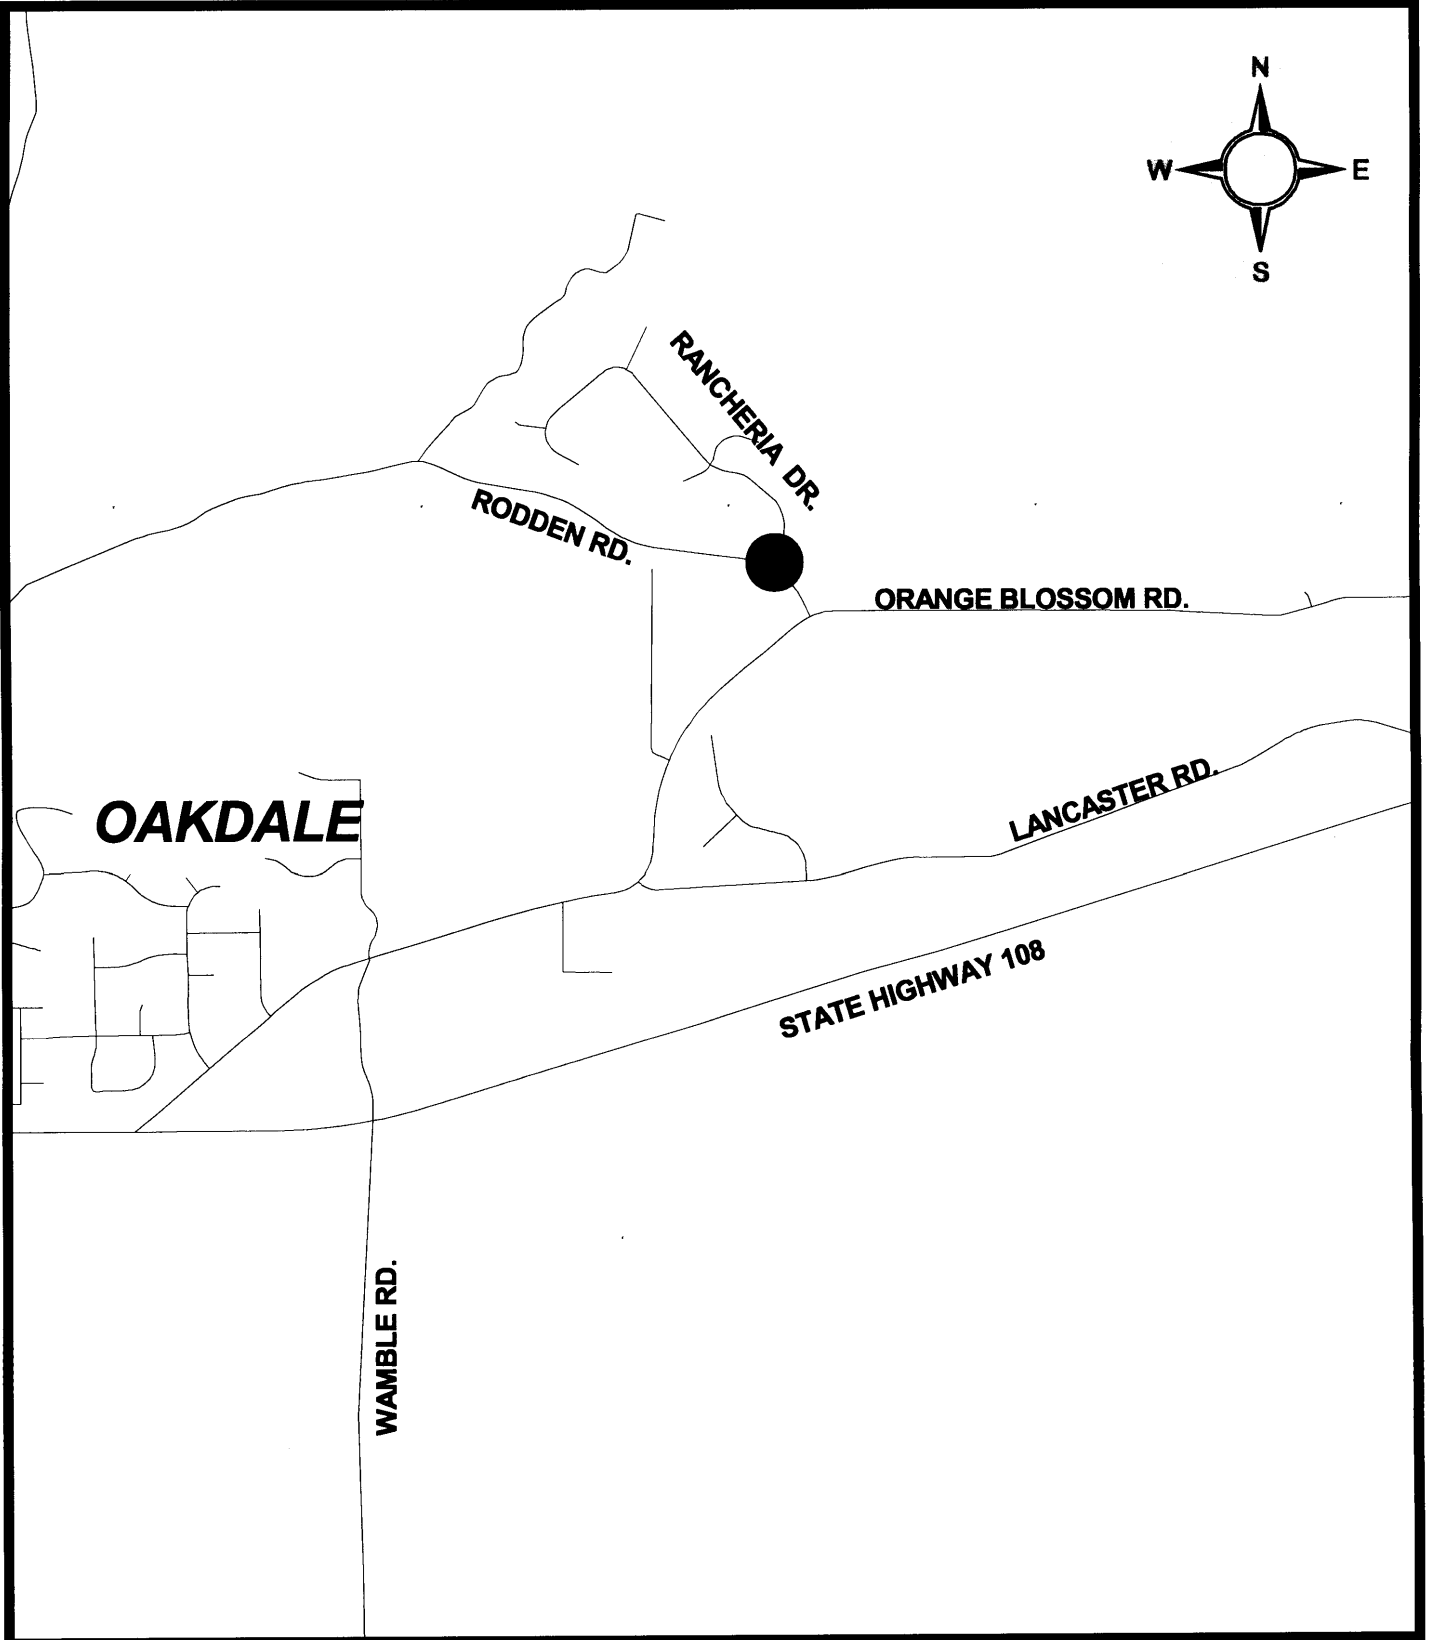 N
W E
S
RANCHERIA DR.
RODDEN RD.
ORANGE BLOSSOM RD.
LANCASTER RD.
OAKDALE
STATE HIGHWAY 108
WAMBLE RD.